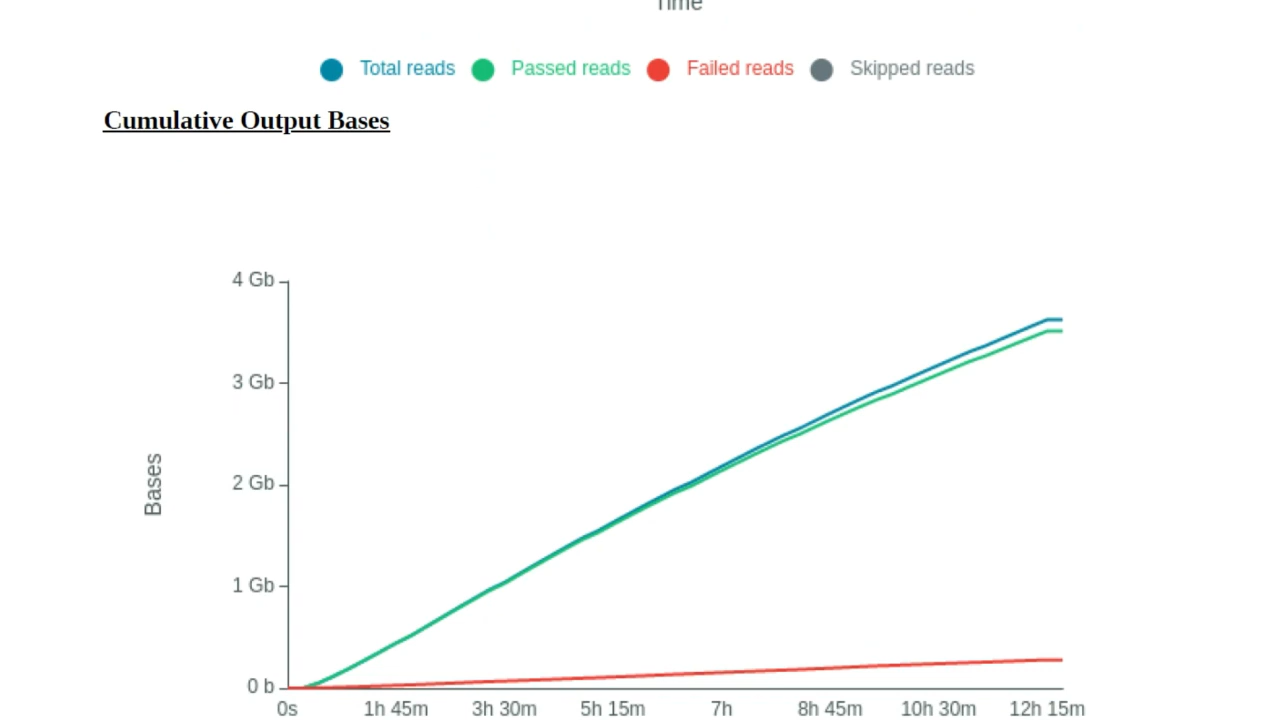 Time
Total reads Passed reads Failed reads Skipped reads
Cumulative Output Bases
4 Gb
3 Gb
2 Gb
1 Gb
0 b
Bases
0s 1h 45m 3h 30m 5h 15m 7h 8h 45m 10h 30m 12h 15m